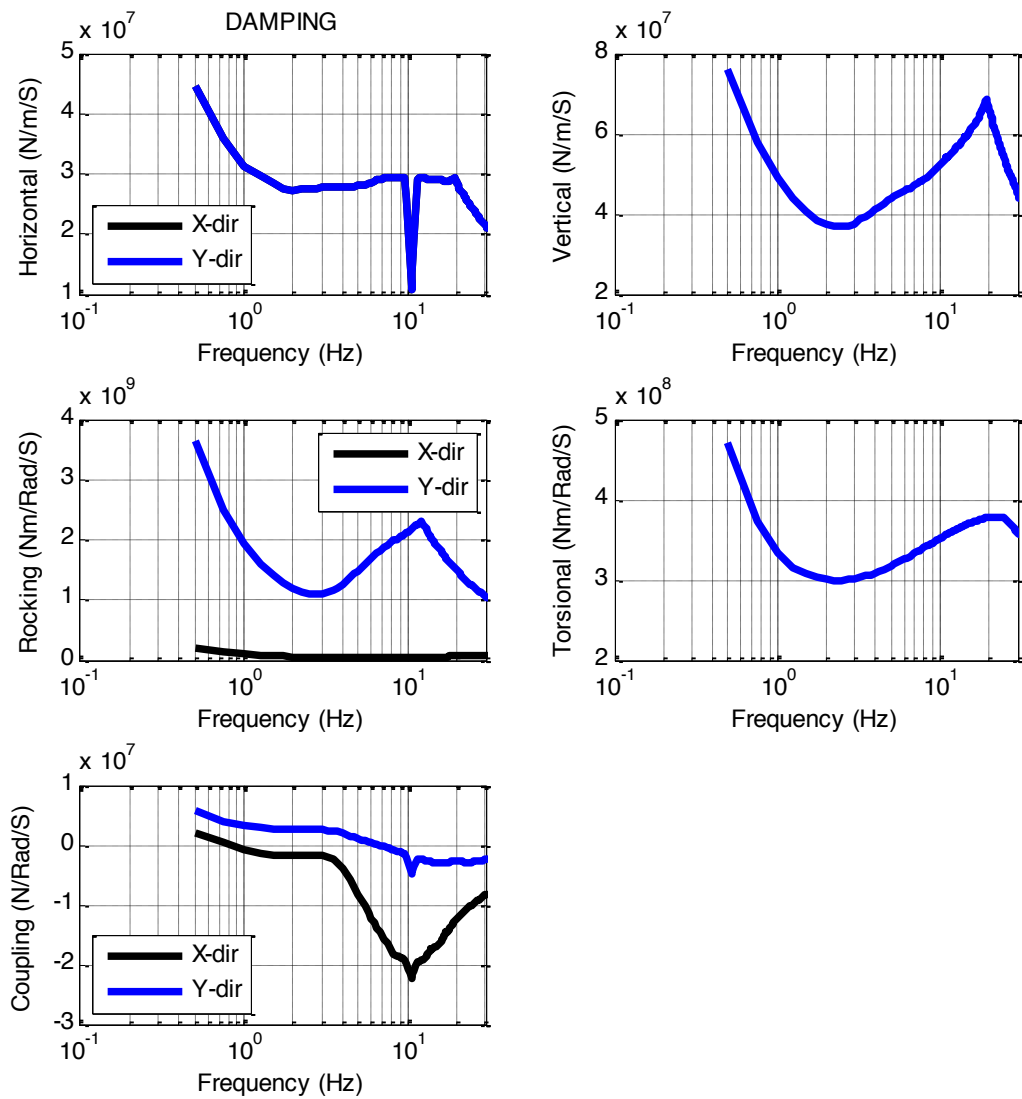 DAMPING
x 10^7
5
4
3
2
1
10^-1
10^0
10^1
Horizontal (N/m/S)
Frequency (Hz)
X-dir
Y-dir
x 10^7
8
6
4
2
10^-1
10^0
10^1
Vertical (N/m/S)
Frequency (Hz)
x 10^9
4
3
2
1
0
10^-1
10^0
10^1
Rocking (Nm/Rad/S)
Frequency (Hz)
X-dir
Y-dir
x 10^8
5
4
3
2
10^-1
10^0
10^1
Torsional (Nm/Rad/S)
Frequency (Hz)
x 10^7
1
0
-1
-2
-3
10^-1
10^0
10^1
Coupling (N/Rad/S)
Frequency (Hz)
X-dir
Y-dir